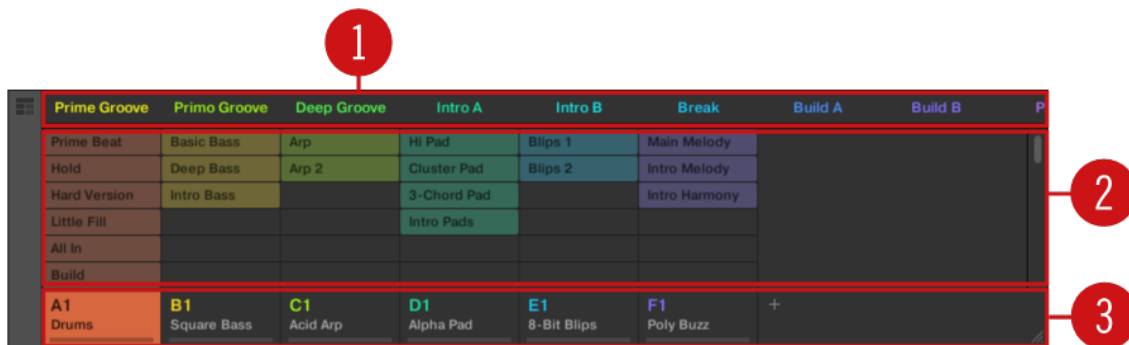 1
Prime Groove Primo Groove Deep Groove Intro A Intro B Break Build A Build B P
Prime Beat Basic Bass Arp Hi Pad Blips 1 Main Melody
Hold Deep Bass Arp 2 Cluster Pad Blips 2 Intro Melody
Hard Version Intro Bass 3-Chord Pad Intro Harmony
2
Little Fill Intro Pads
All In
Build
A1 B1 C1 D1 E1 F1 +
Drums Square Bass Acid Arp Alpha Pad 8-Bit Blips Poly Buzz
3